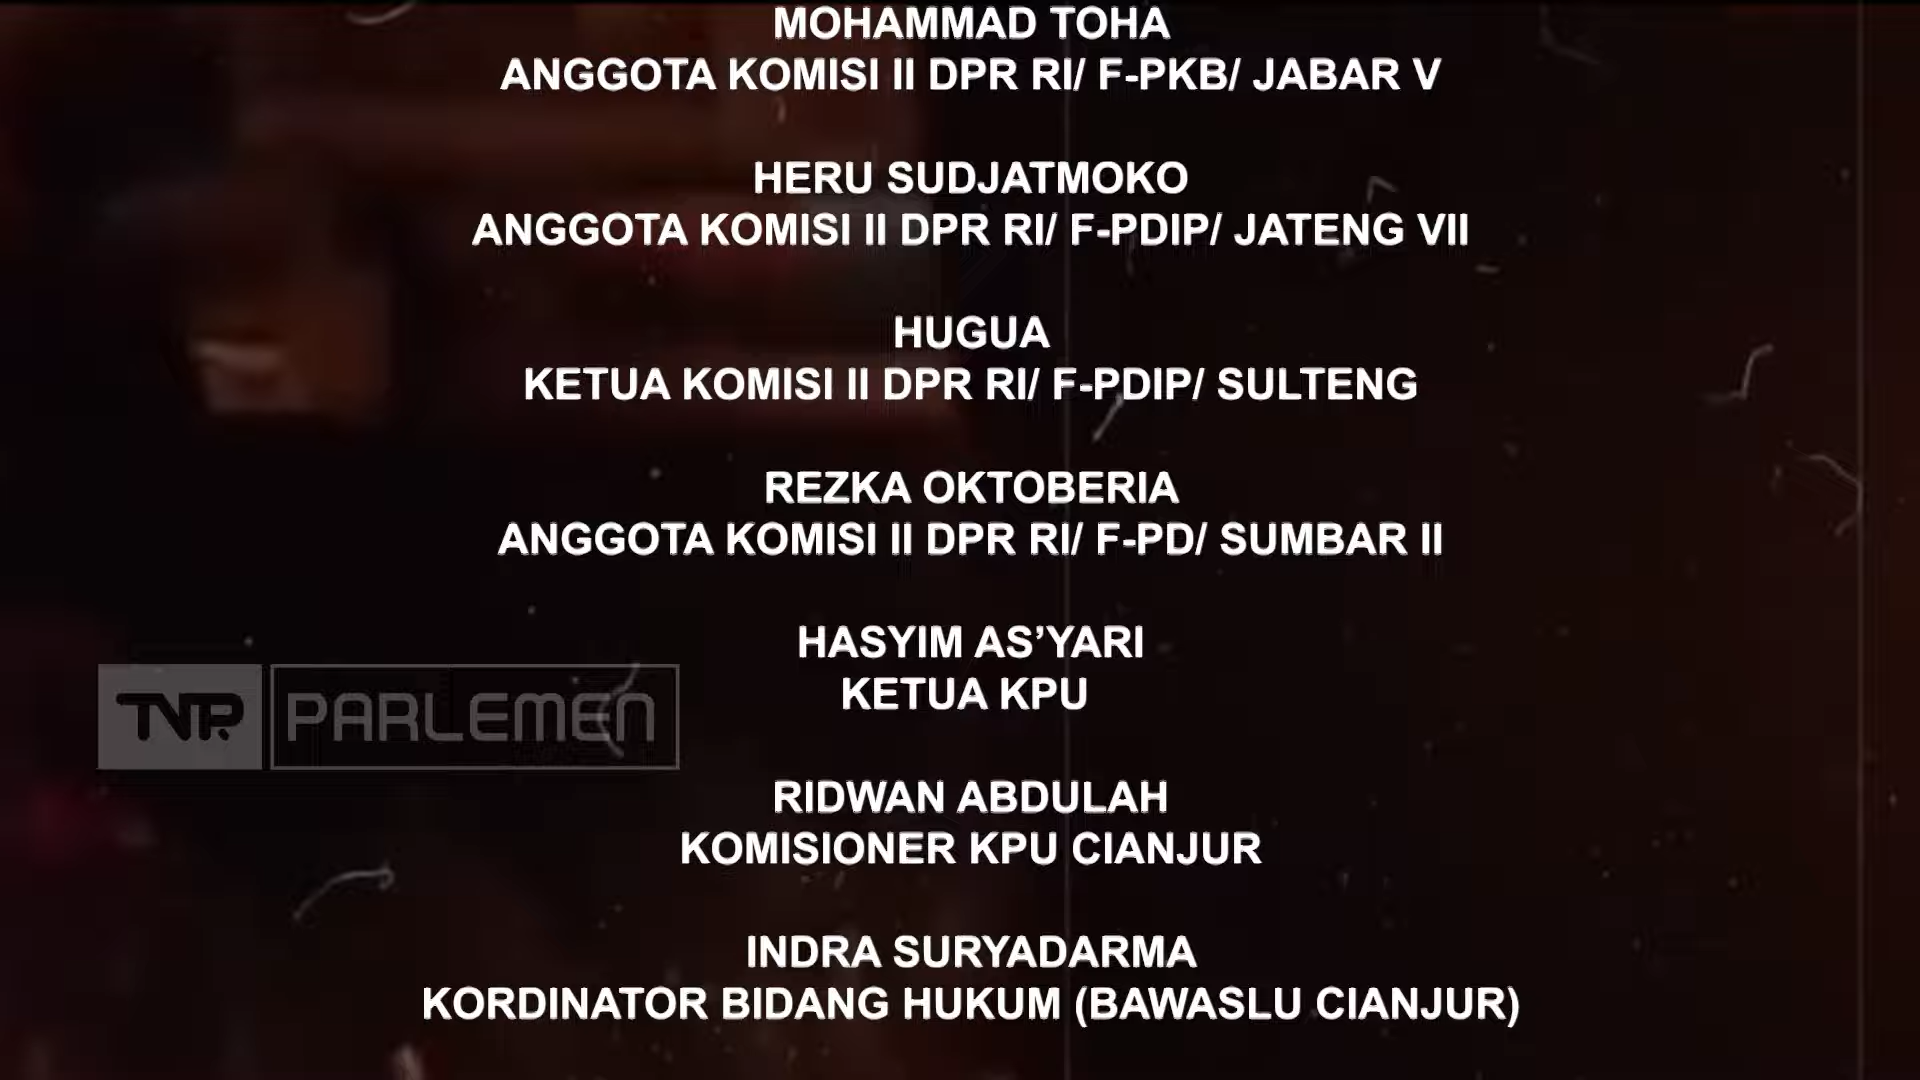 MOHAMMAD TOHA
ANGGOTA KOMISI II DPR RI/ F-PKB/ JABAR V
HERU SUDJATMOKO
ANGGOTA KOMISI II DPR RI/ F-PDIP/ JATENG VII
HUGUA
KETUA KOMISI II DPR RI/ F-PDIP/ SULTENG
REZKA OKTOBERIA
ANGGOTA KOMISI II DPR RI/ F-PD/ SUMBAR II
HASYIM AS’YARI
KETUA KPU
TVR PARLEMEN
RIDWAN ABDULAH
KOMISIONER KPU CIANJUR
INDRA SURYADARMA
KORDINATOR BIDANG HUKUM (BAWASLU CIANJUR)